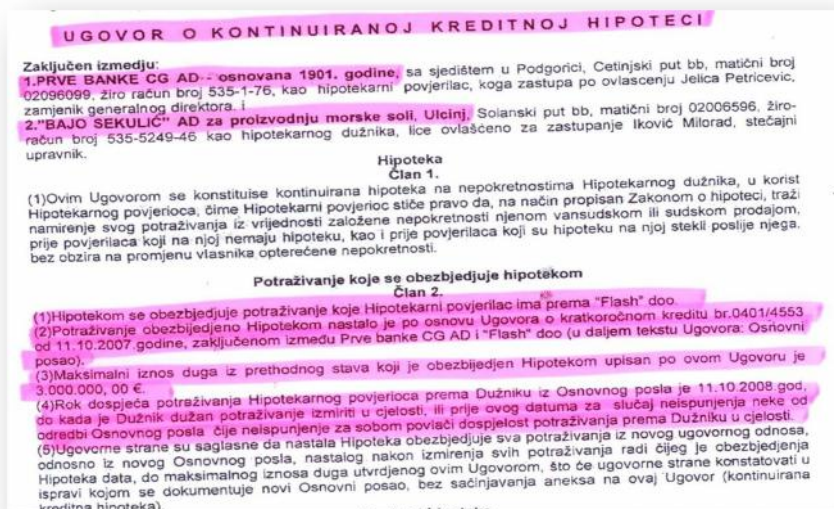 UGOVOR O KONTINUIRANOJ KREDITNOJ HIPOTECI
Zaključen izmedju:
1.PRVE BANKE CG AD - osnovana 1901. godine, sa sjedištem u Podgorici, Cetinjski put bb, matični broj
02096099, žiro račun broj 535-1-76, kao hipotekarni povjerilac, koga zastupa po ovlascenju Jelica Petricevic,
zamjenik generalnog direktora, i
2."BAJO SEKULIĆ" AD za proizvodnju morske soli, Ulcinj, Solanski put bb, matični broj 02006596, žiro-
račun broj 535-5249-46 kao hipotekarnog dužnika, lice ovlašćeno za zastupanje Iković Milorad, stečajni
upravnik.
Hipoteka
Član 1.
(1)Ovim Ugovorom se konstituise kontinuirana hipoteka na nepokretnostima Hipotekarnog dužnika, u korist
Hipotekarnog povjerioca, čime Hipotekarni povjerioc stiče pravo da, na način propisan Zakonom o hipoteci, traži
namirenje svog potraživanja iz vrijednosti založene nepokretnosti njenom vansudskom ili sudskom prodajom,
prije povjerilaca koji na njoj nemaju hipoteku, kao i prije povjerilaca koji su hipoteku na njoj stekli poslije njega,
bez obzira na promjenu vlasnika opterećene nepokretnosti.
Potraživanje koje se obezbjedjuje hipotekom
Član 2.
(1)Hipotekom se obezbjedjuje potraživanje koje Hipotekarni povjerilac ima prema "Flash" doo.
(2)Potraživanje obezbijedjeno Hipotekom nastalo je po osnovu Ugovora o kratkoročnom kreditu br.0401/4553
od 11.10.2007.godine, zaključenom između Prve banke CG AD i "Flash" doo (u daljem tekstu Ugovora: Osnovni
posao).
(3)Maksimalni iznos duga iz prethodnog stava koji je obezbijedjen Hipotekom upisan po ovom Ugovoru je
3.000.000, 00 €.
(4)Rok dospjeća potraživanja Hipotekarnog povjerioca prema Dužniku iz Osnovnog posla je 11.10.2008.god,
do kada je Dužnik dužan potraživanje izmiriti u cjelosti, ili prije ovog datuma za slučaj neispunjenja neke od
odredbi Osnovnog posla čije neispunjenje za sobom povlači dospjelost potraživanja prema Dužniku u cjelosti.
(5)Ugovorne strane su saglasne da nastala Hipoteka obezbjeđuje sva potraživanja iz novog ugovornog odnosa,
odnosno iz novog Osnovnog posla, nastalog nakon izmirenja svih potraživanja radi čijeg je obezbjedjenja
Hipoteka data, do maksimalnog iznosa duga utvrdjenog ovim Ugovorom, što će ugovorne strane konstatovati u
ispravi kojom se dokumentuje novi Osnovni posao, bez sačinjavanja aneksa na ovaj Ugovor (kontinuirana
kreditna hipoteka).